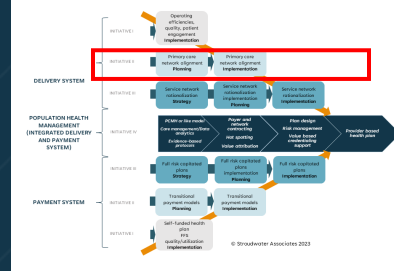 Operating
efficiencies,
quality, patient
engagement
Implementation
INITIATIVE I
INITIATIVE II
Primary care
network alignment
Planning
Primary care
network alignment
Implementation
DELIVERY SYSTEM
INITIATIVE III
Service network
rationalization
Strategy
Service network
rationalization
implementation
Planning
Service network
rationalization
Implementation
POPULATION HEALTH
MANAGEMENT
(INTEGRATED DELIVERY
AND PAYMENT
SYSTEM)
INITIATIVE IV
PCMH or like model
Care management/Data
analytics
Evidence-based
protocols
Payer and
network
contracting
Hot spotting
Value attribution
Plan design
Risk management
Value based
credentialing
support
Provider based
health plan
INITIATIVE III
Full risk capitated
plans
Strategy
Full risk capitated
plans
Planning
Full risk capitated
plans
Implementation
PAYMENT SYSTEM
INITIATIVE II
Transitional
payment models
Planning
Transitional
payment models
Implementation
INITIATIVE I
Self-funded health
plan
FFS
quality/utilization
Implementation
© Stroudwater Associates 2023